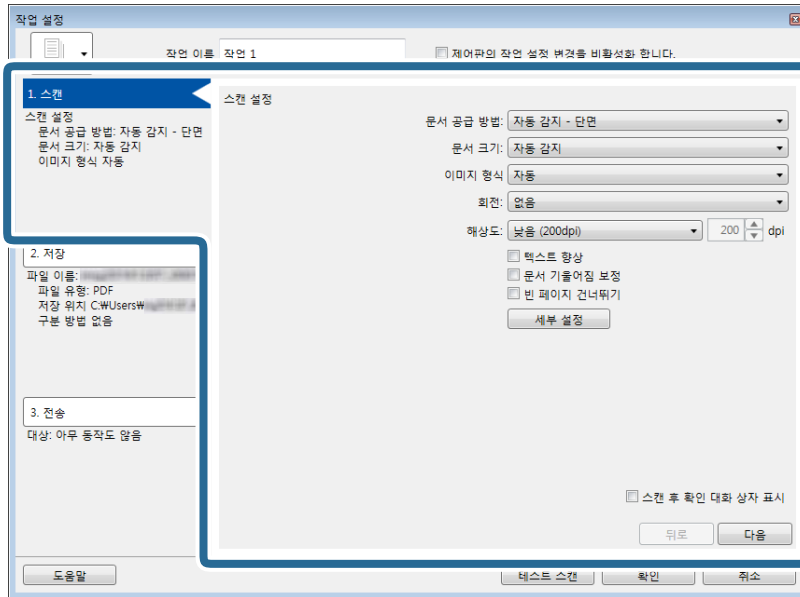 작업 설정
작업 이름 작업 1 제어판의 작업 설정 변경을 비활성화 합니다.
1. 스캔
스캔 설정
문서 공급 방법: 자동 감지 - 단면
문서 크기: 자동 감지
이미지 형식 자동
2. 저장
파일 이름:
파일 유형: PDF
저장 위치 C:₩Users₩
구분 방법 없음
3. 전송
대상: 아무 동작도 않음
스캔 설정
문서 공급 방법: 자동 감지 - 단면
문서 크기: 자동 감지
이미지 형식 자동
회전: 없음
해상도: 낮음 (200dpi) 200 dpi
텍스트 향상
문서 기울어짐 보정
빈 페이지 건너뛰기
세부 설정
스캔 후 확인 대화 상자 표시
뒤로 다음
도움말 테스트 스캔 확인 취소